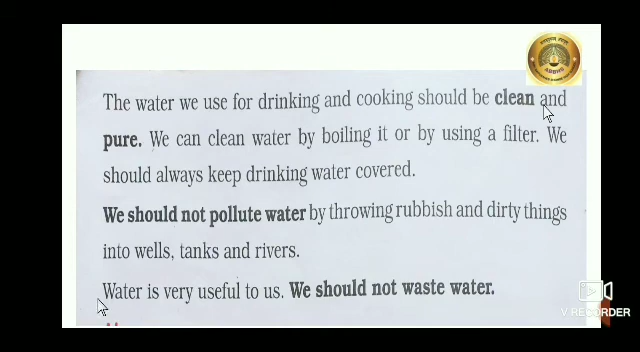 The water we use for drinking and cooking should be clean and
pure. We can clean water by boiling it or by using a filter. We
should always keep drinking water covered.
We should not pollute water by throwing rubbish and dirty things
into wells, tanks and rivers.
Water is very useful to us. We should not waste water.
V RECORDER